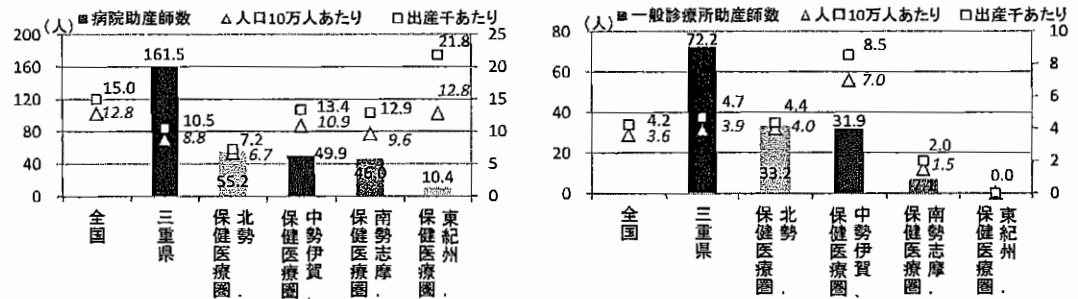 (人) ■病院助産師数 △人口10万人あたり □出産千あたり
200 160 120 80 40 0
25 20 15 10 5 0
15.0 12.8
161.5 10.5 8.8
7.2 6.7 55.2
13.4 10.9 49.9
12.9 9.6 46.0
21.8 12.8 10.4
全国
三重県
北勢保健医療圏
中勢伊賀保健医療圏
南勢志摩保健医療圏
東紀州保健医療圏
(人) ■一般診療所助産師数 △人口10万人あたり □出産千あたり
80 60 40 20 0
10 8 6 4 2 0
4.2 3.6
72.2 4.7 3.9
4.4 4.0 33.2
8.5 7.0 31.9
2.0 1.5
0.0
全国
三重県
北勢保健医療圏
中勢伊賀保健医療圏
南勢志摩保健医療圏
東紀州保健医療圏